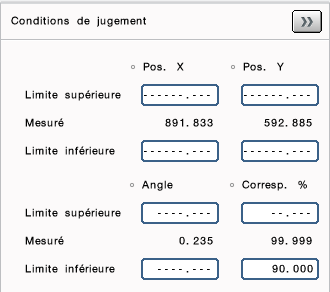 Conditions de jugement
Pos. X Pos. Y
Limite supérieure ------.--- ------.---
Mesuré 891.833 592.885
Limite inférieure ------.--- ------.---
Angle Corresp. %
Limite supérieure ----.--- --.---
Mesuré 0.235 99.999
Limite inférieure ----.--- 90.000